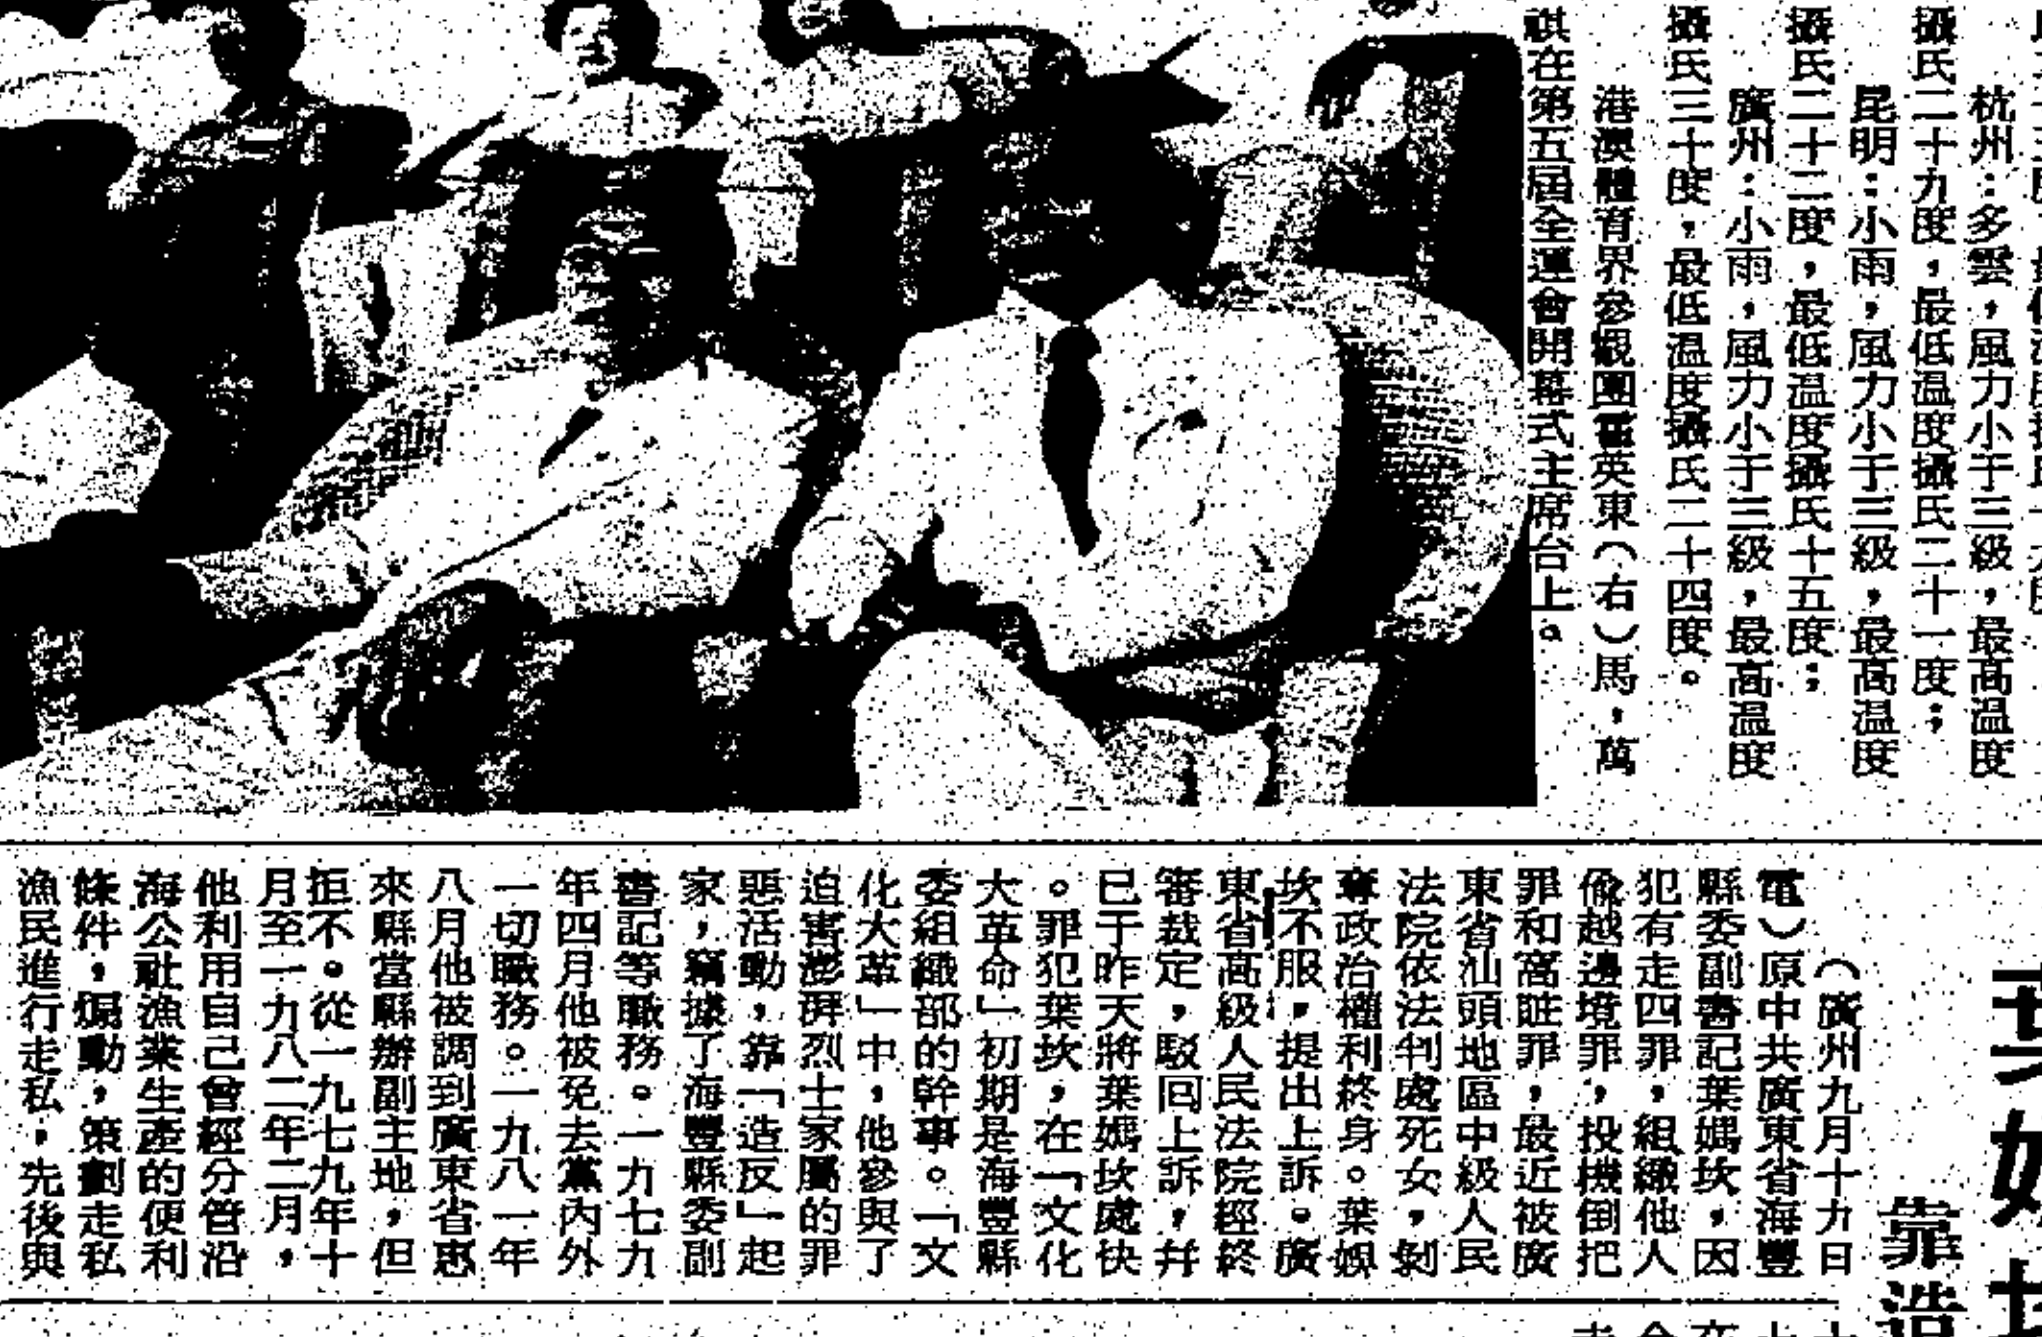 杭州：多雲，風力小于三級，最高溫度
攝氏二十九度，最低溫度攝氏二十一度；
昆明：小雨，風力小于三級，最高溫度
攝氏二十二度，最低溫度攝氏十五度；
廣州：小雨，風力小于三級，最高溫度
攝氏三十度，最低溫度攝氏二十四度。
港澳體育界參觀團霍英東（右）馬，萬
祺在第五屆全運會開幕式主席台上。
靠造
（廣州九月十九日
電）原中共廣東省海豐
縣委副書記葉媽坎，因
犯有走四罪，組織他人
偷越邊境罪，投機倒把
罪和窩賍罪，最近被廣
東省汕頭地區中級人民
法院依法判處死女，剝
奪政治權利終身。葉媽
坎不服，提出上訴。廣
東省高級人民法院經終
審裁定，駁回上訴，幷
已于昨天將葉媽坎處快
。罪犯葉坎，在「文化
大革命」初期是海豐縣
委組織部的幹事。「文
化大革」中，他參與了
迫害澎湃烈士家屬的罪
惡活動，靠「造反」起
家，竊據了海豐縣委副
書記等職務。一九七九
年四月他被免去黨內外
一切職務。一九八一年
八月他被調到廣東省惠
來縣當縣辦副主地，但
拒不。從一九七九年十
月至一九八二年二月，
他利用自己曾經分管沿
海公社漁業生產的便利
條件，煽動，策劃走私
漁民進行走私，先後與